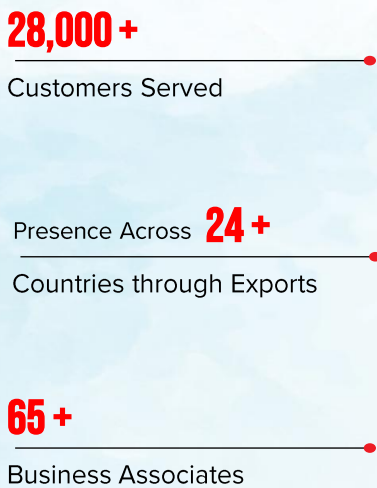 28,000 +
Customers Served
Presence Across 24 +
Countries through Exports
65 +
Business Associates